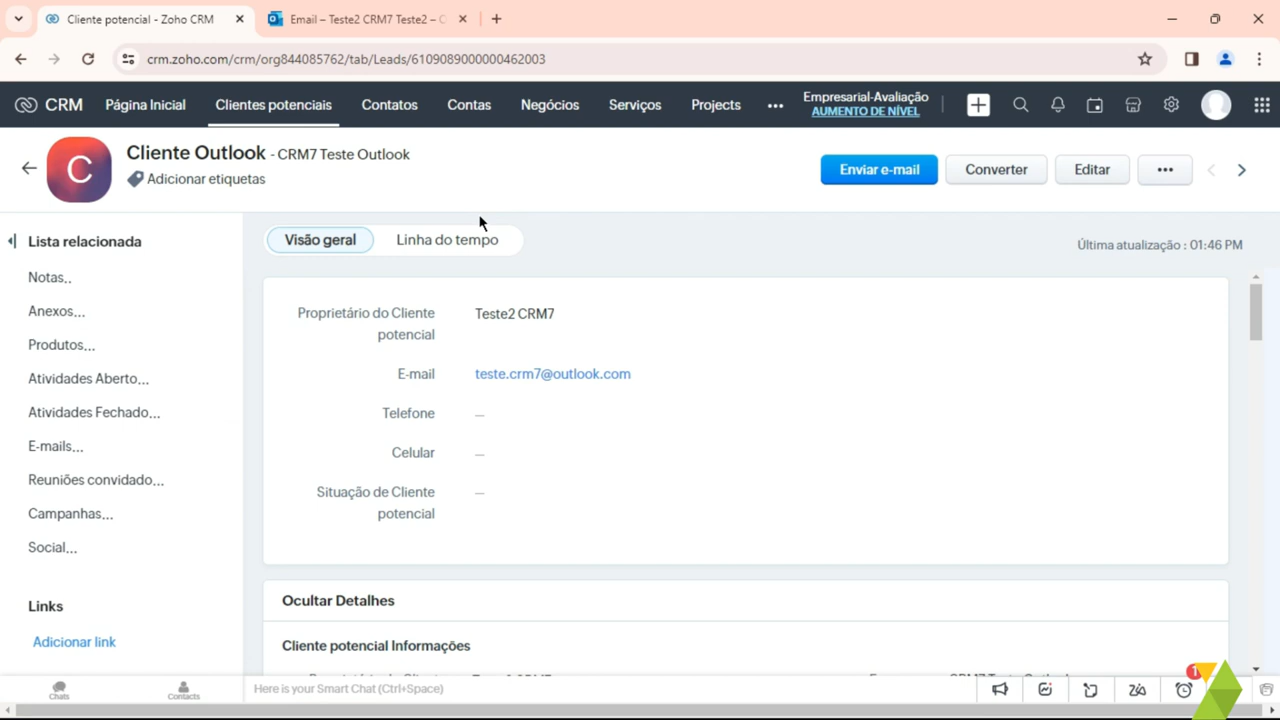 Cliente potencial - Zoho CRM
Email – Teste2 CRM7 Teste2 –
crm.zoho.com/crm/org844085762/tab/Leads/6109089000000462003
CRM Página Inicial Clientes potenciais Contatos Contas Negócios Serviços Projects ••• Empresarial-Avaliação
AUMENTO DE NÍVEL
C
Cliente Outlook - CRM7 Teste Outlook
Adicionar etiquetas
Enviar e-mail Converter Editar •••
Lista relacionada
Notas..
Anexos...
Produtos...
Atividades Aberto...
Atividades Fechado...
E-mails...
Reuniões convidado...
Campanhas...
Social...
Links
Adicionar link
Visão geral Linha do tempo
Última atualização : 01:46 PM
Proprietário do Cliente potencial Teste2 CRM7
E-mail teste.crm7@outlook.com
Telefone —
Celular —
Situação de Cliente potencial —
Ocultar Detalhes
Cliente potencial Informações
Chats Contacts Here is your Smart Chat (Ctrl+Space)
1